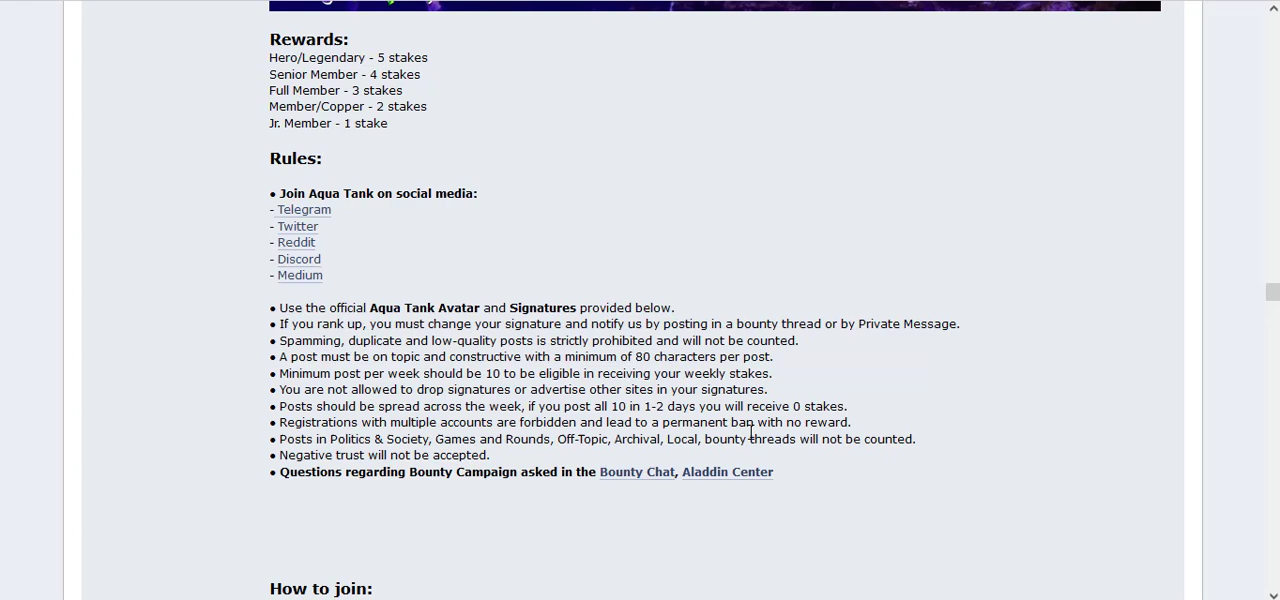 Rewards:
Hero/Legendary - 5 stakes
Senior Member - 4 stakes
Full Member - 3 stakes
Member/Copper - 2 stakes
Jr. Member - 1 stake
Rules:
● Join Aqua Tank on social media:
- Telegram
- Twitter
- Reddit
- Discord
- Medium
● Use the official Aqua Tank Avatar and Signatures provided below.
● If you rank up, you must change your signature and notify us by posting in a bounty thread or by Private Message.
● Spamming, duplicate and low-quality posts is strictly prohibited and will not be counted.
● A post must be on topic and constructive with a minimum of 80 characters per post.
● Minimum post per week should be 10 to be eligible in receiving your weekly stakes.
● You are not allowed to drop signatures or advertise other sites in your signatures.
● Posts should be spread across the week, if you post all 10 in 1-2 days you will receive 0 stakes.
● Registrations with multiple accounts are forbidden and lead to a permanent ban with no reward.
● Posts in Politics & Society, Games and Rounds, Off-Topic, Archival, Local, bounty threads will not be counted.
● Negative trust will not be accepted.
● Questions regarding Bounty Campaign asked in the Bounty Chat, Aladdin Center
How to join: